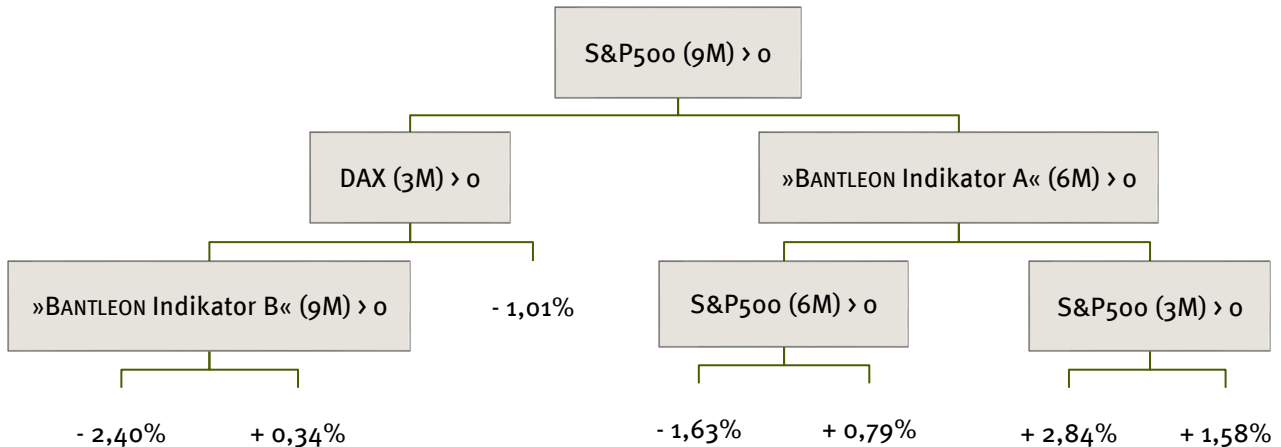 S&P500 (9M) > 0
DAX (3M) > 0
»BANTLEON Indikator A« (6M) > 0
»BANTLEON Indikator B« (9M) > 0
- 1,01%
S&P500 (6M) > 0
S&P500 (3M) > 0
- 2,40%
+ 0,34%
- 1,63%
+ 0,79%
+ 2,84%
+ 1,58%